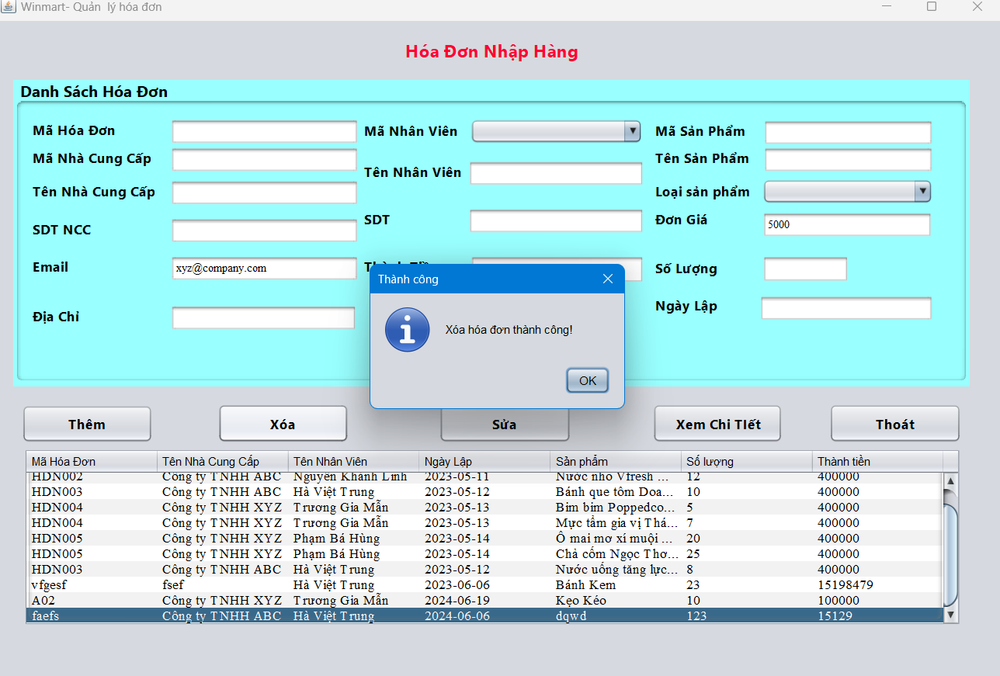 Winmart- Quản lý hóa đơn
Hóa Đơn Nhập Hàng
Danh Sách Hóa Đơn
Mã Hóa Đơn Mã Nhân Viên Mã Sản Phẩm
Mã Nhà Cung Cấp Tên Sản Phẩm
Tên Nhân Viên
Tên Nhà Cung Cấp Loại sản phẩm
SDT NCC SDT Đơn Giá 5000
Email xyz@company.com Số Lượng
Địa Chỉ Ngày Lập
Thành công
Xóa hóa đơn thành công!
OK
Thêm Xóa Sửa Xem Chi TIết Thoát
Mã Hóa Đơn Tên Nhà Cung Cấp Tên Nhân Viên Ngày Lập Sản phẩm Số lượng Thành tiền
HDN002 Công ty TNHH ABC Nguyễn Khánh Linh 2023-05-11 Nước nho Vfresh ... 12 400000
HDN003 Công ty TNHH ABC Hà Việt Trung 2023-05-12 Bánh que tôm Doa... 10 400000
HDN004 Công ty TNHH XYZ Trương Gia Mẫn 2023-05-13 Bim bim Poppedco... 5 400000
HDN004 Công ty TNHH XYZ Trương Gia Mẫn 2023-05-13 Mực tẩm gia vị Thá... 7 400000
HDN005 Công ty TNHH XYZ Phạm Bá Hùng 2023-05-14 Ô mai mơ xí muội ... 20 400000
HDN005 Công ty TNHH XYZ Phạm Bá Hùng 2023-05-14 Chả cốm Ngọc Thơ... 25 400000
HDN003 Công ty TNHH ABC Hà Việt Trung 2023-05-12 Nước uống tăng lực... 8 400000
vfgesf fsef Hà Việt Trung 2023-06-06 Bánh Kem 23 15198479
A02 Công ty TNHH XYZ Trương Gia Mẫn 2024-06-19 Kẹo Kéo 10 100000
faefs Công ty TNHH ABC Hà Việt Trung 2024-06-06 dqwd 123 15129